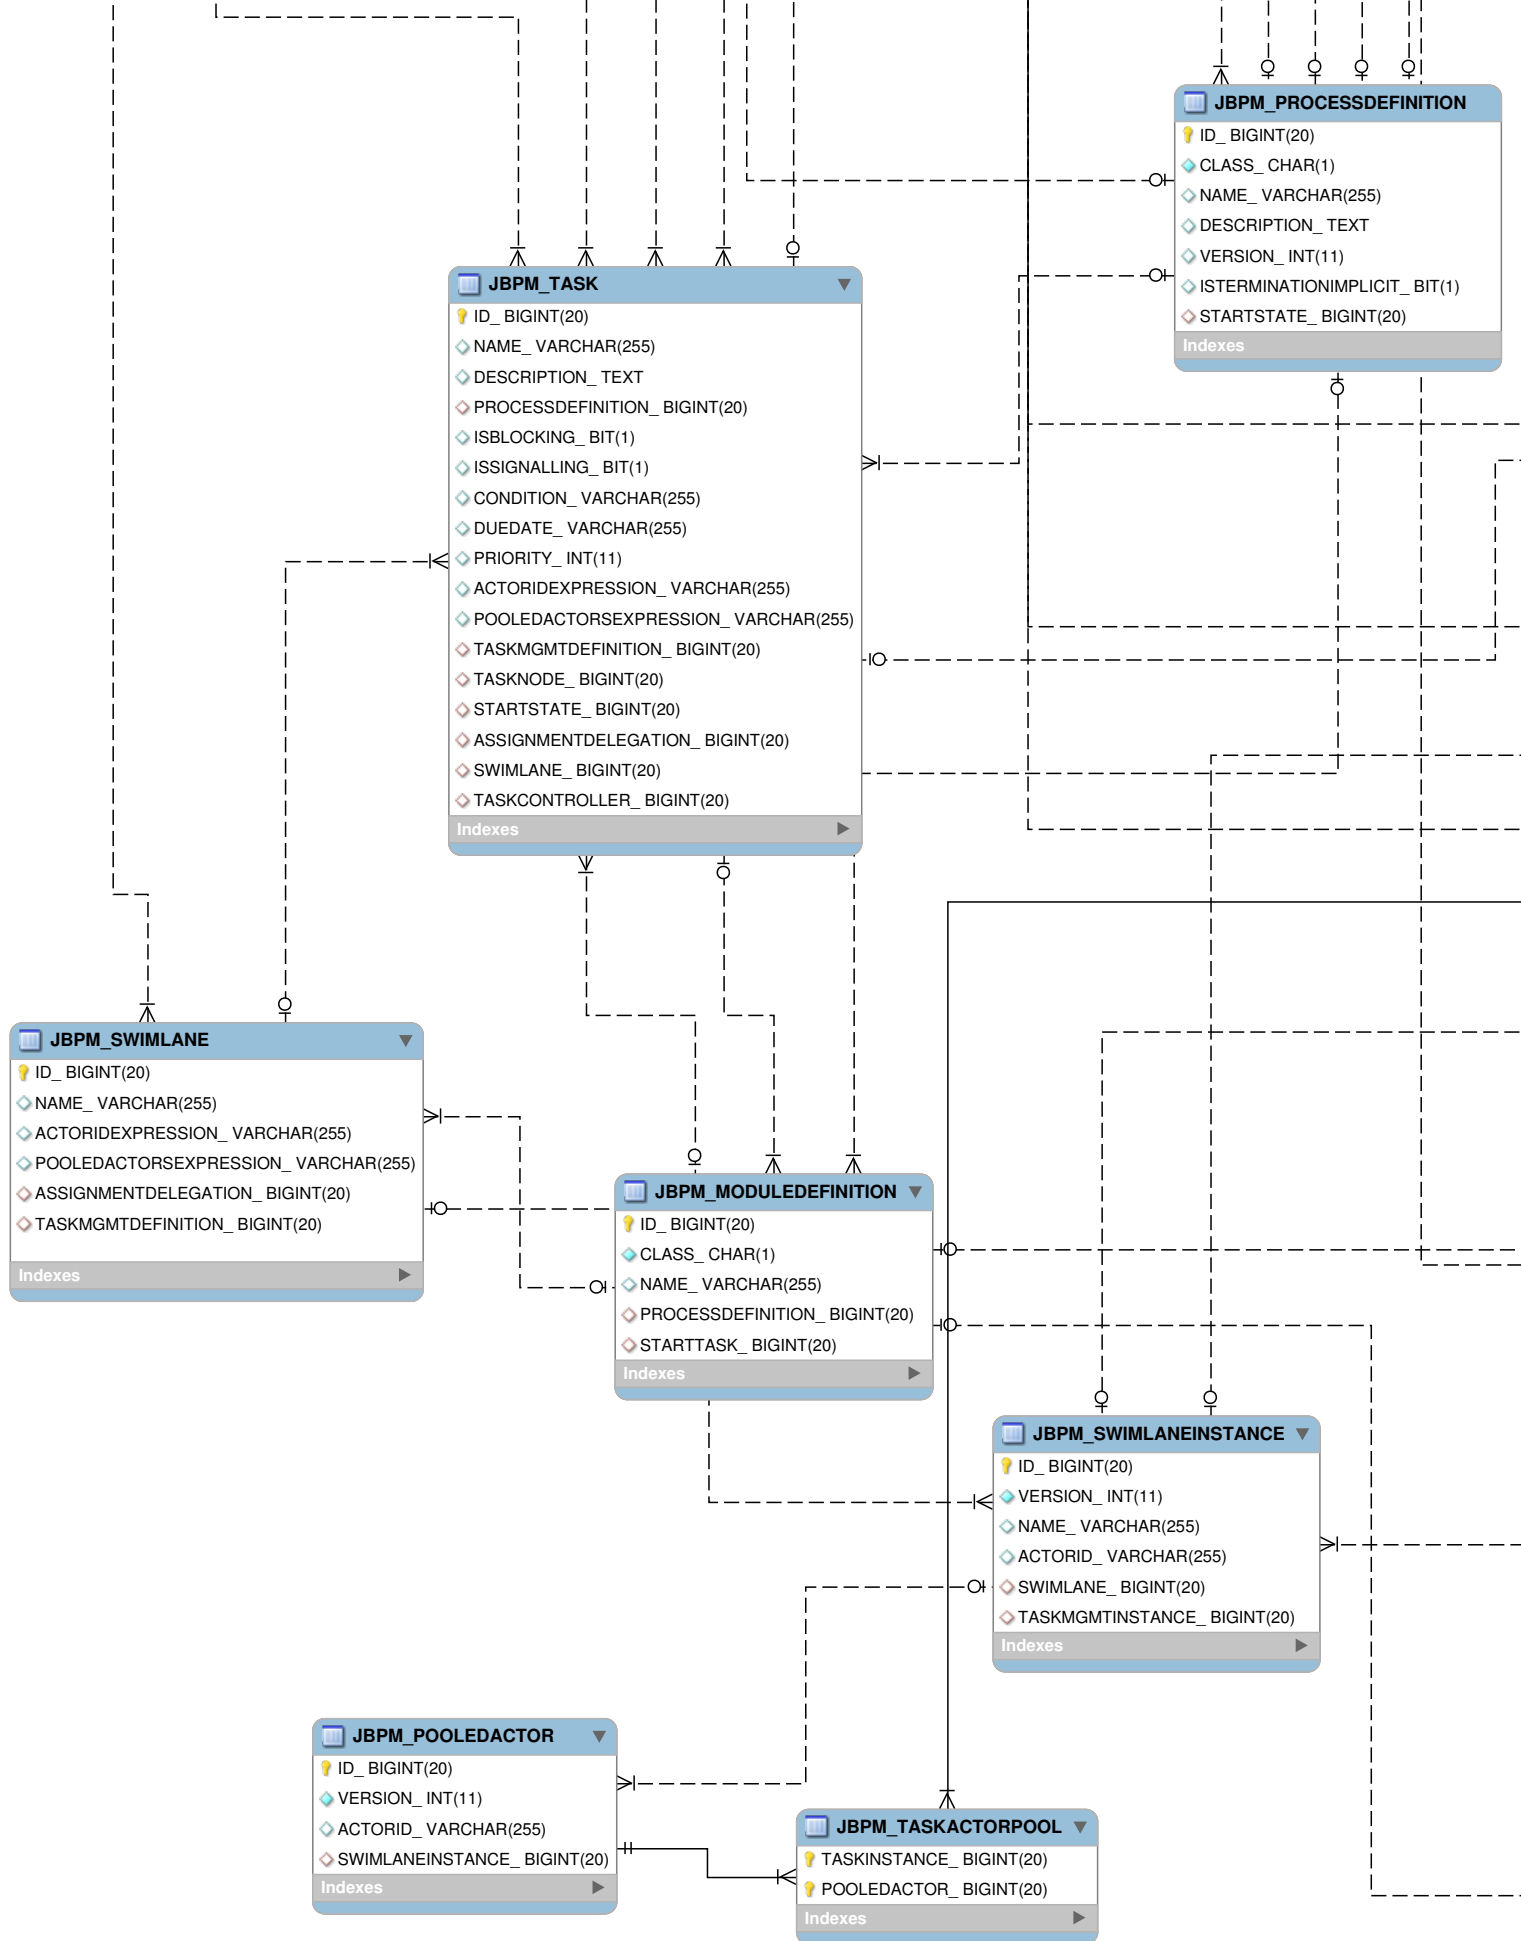 JBPM_PROCESSDEFINITION
ID_ BIGINT(20)
CLASS_ CHAR(1)
NAME_ VARCHAR(255)
DESCRIPTION_ TEXT
VERSION_ INT(11)
ISTERMINATIONIMPLICIT_ BIT(1)
STARTSTATE_ BIGINT(20)
Indexes
JBPM_TASK
ID_ BIGINT(20)
NAME_ VARCHAR(255)
DESCRIPTION_ TEXT
PROCESSDEFINITION_ BIGINT(20)
ISBLOCKING_ BIT(1)
ISSIGNALLING_ BIT(1)
CONDITION_ VARCHAR(255)
DUEDATE_ VARCHAR(255)
PRIORITY_ INT(11)
ACTORIDEXPRESSION_ VARCHAR(255)
POOLEDACTORSEXPRESSION_ VARCHAR(255)
TASKMGMTDEFINITION_ BIGINT(20)
TASKNODE_ BIGINT(20)
STARTSTATE_ BIGINT(20)
ASSIGNMENTDELEGATION_ BIGINT(20)
SWIMLANE_ BIGINT(20)
TASKCONTROLLER_ BIGINT(20)
Indexes
JBPM_SWIMLANE
ID_ BIGINT(20)
NAME_ VARCHAR(255)
ACTORIDEXPRESSION_ VARCHAR(255)
POOLEDACTORSEXPRESSION_ VARCHAR(255)
ASSIGNMENTDELEGATION_ BIGINT(20)
TASKMGMTDEFINITION_ BIGINT(20)
Indexes
JBPM_MODULEDEFINITION
ID_ BIGINT(20)
CLASS_ CHAR(1)
NAME_ VARCHAR(255)
PROCESSDEFINITION_ BIGINT(20)
STARTTASK_ BIGINT(20)
Indexes
JBPM_SWIMLANEINSTANCE
ID_ BIGINT(20)
VERSION_ INT(11)
NAME_ VARCHAR(255)
ACTORID_ VARCHAR(255)
SWIMLANE_ BIGINT(20)
TASKMGMTINSTANCE_ BIGINT(20)
Indexes
JBPM_POOLEDACTOR
ID_ BIGINT(20)
VERSION_ INT(11)
ACTORID_ VARCHAR(255)
SWIMLANEINSTANCE_ BIGINT(20)
Indexes
JBPM_TASKACTORPOOL
TASKINSTANCE_ BIGINT(20)
POOLEDACTOR_ BIGINT(20)
Indexes